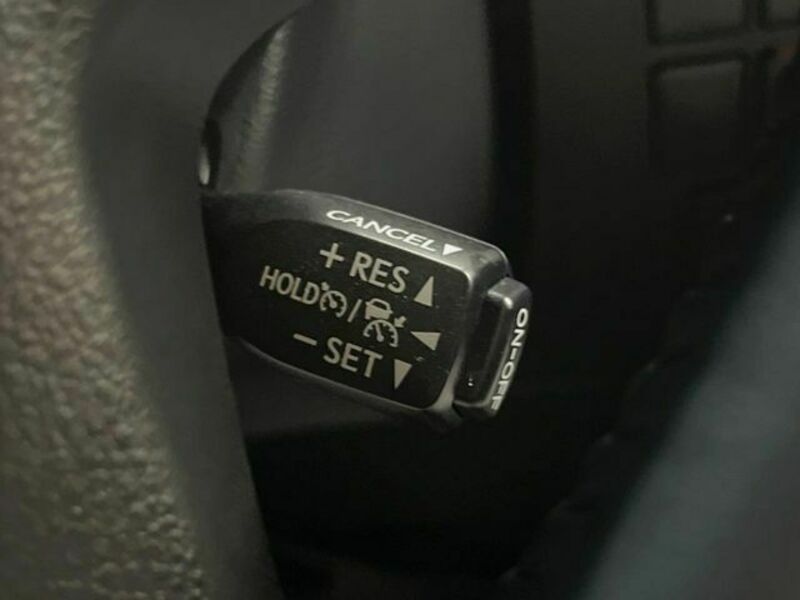 CANCEL▼
+ RES ▲
HOLD / ◀
− SET ▼
ON-OFF